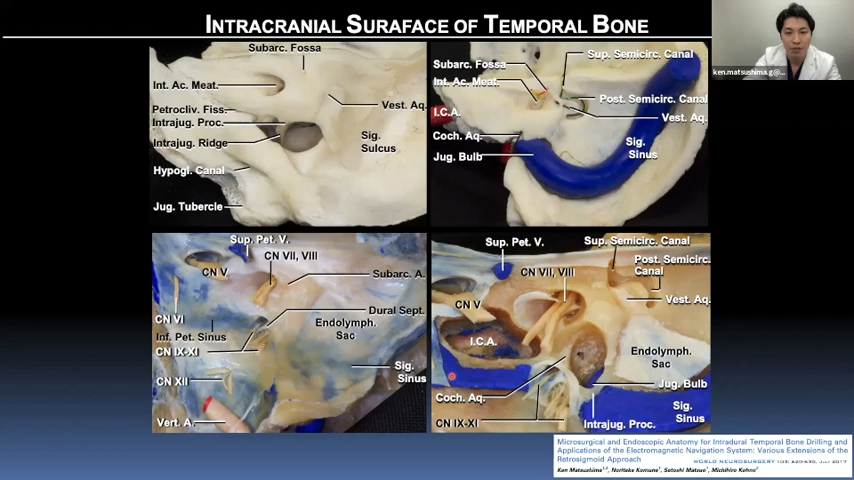 INTRACRANIAL SURAFACE OF TEMPORAL BONE
ken.matsushima.g@...
Subarc. Fossa
Int. Ac. Meat.
Petrocliv. Fiss.
Intrajug. Proc.
Intrajug. Ridge
Hypogl. Canal
Jug. Tubercle
Vest. Aq.
Sig.
Sulcus
Subarc. Fossa
Int. Ac. Meat.
I.C.A.
Coch. Aq.
Jug. Bulb
Sup. Semicirc. Canal
Post. Semicirc. Canal
Vest. Aq.
Sig.
Sinus
Sup. Pet. V.
CN VII, VIII
CN V
Subarc. A.
CN VI
Dural Sept.
Inf. Pet. Sinus
Endolymph.
Sac
CN IX-XI
CN XII
Sig.
Sinus
Vert. A.
Sup. Pet. V.
Sup. Semicirc. Canal
CN VII, VIII
Post. Semicirc.
Canal
CN V
Vest. Aq.
I.C.A.
Endolymph.
Sac
Coch. Aq.
Jug. Bulb
CN IX-XI
Intrajug. Proc.
Sig.
Sinus
Microsurgical and Endoscopic Anatomy for Intradural Temporal Bone Drilling and
Applications of the Electromagnetic Navigation System: Various Extensions of the
Retrosigmoid Approach
WORLD NEUROSURGERY 103: 620-630, JULY 2017
Ken Matsushima, Noritaka Komune, Satoshi Matsuo, Michihiro Kohno